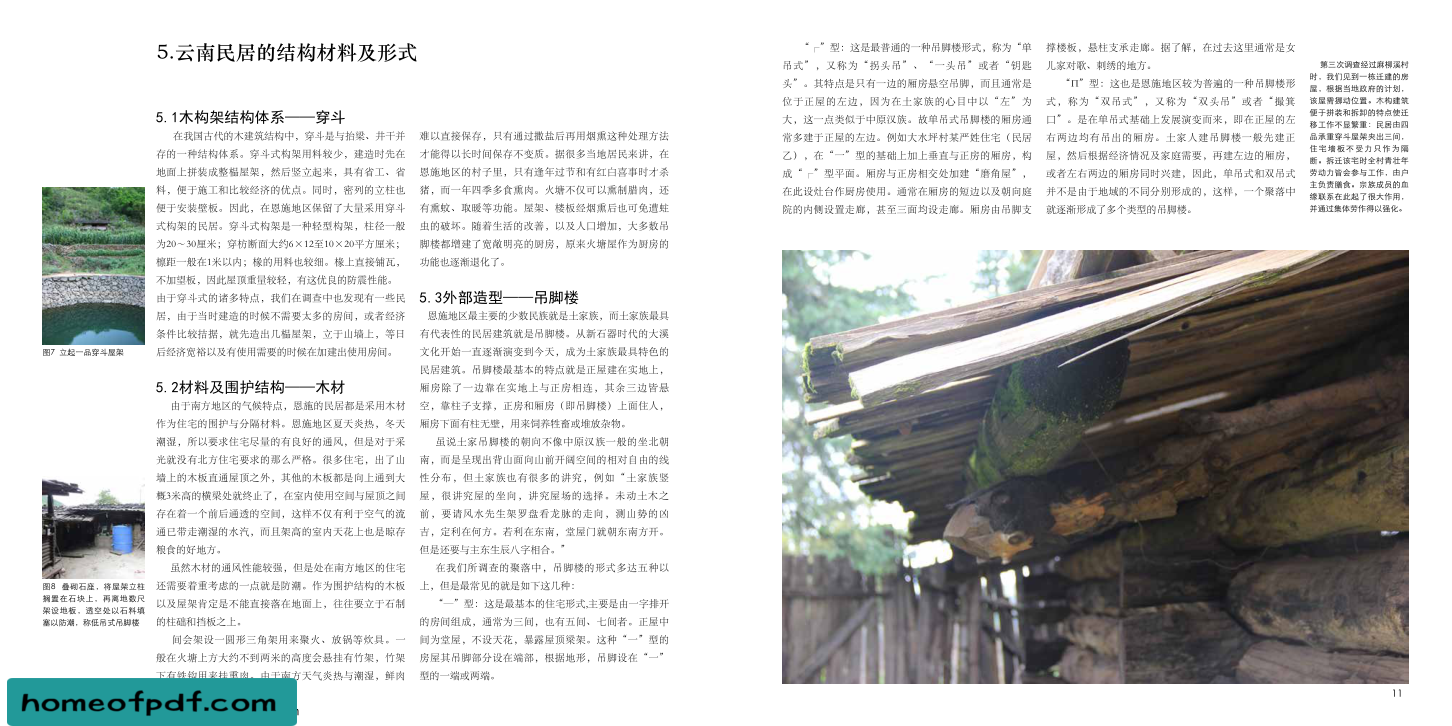 5.云南民居的结构材料及形式
5.1木构架结构体系——穿斗
在我国古代的木建筑结构中，穿斗是与抬梁、井干并
存的一种结构体系。穿斗式构架用料较少，建造时先在
地面上拼装成整榀屋架，然后竖立起来，具有省工、省
料，便于施工和比较经济的优点。同时，密列的立柱也
便于安装壁板。因此，在恩施地区保留了大量采用穿斗
式构架的民居。穿斗式构架是一种轻型构架，柱径一般
为20～30厘米；穿枋断面大约6×12至10×20平方厘米；
檩距一般在1米以内；椽的用料也较细。椽上直接铺瓦，
不加望板，因此屋顶重量较轻，有这优良的防震性能。
由于穿斗式的诸多特点，我们在调查中也发现有一些民
居，由于当时建造的时候不需要太多的房间，或者经济
条件比较拮据，就先造出几榀屋架，立于山墙上，等日
后经济宽裕以及有使用需要的时候在加建出使用房间。
图7 立起一品穿斗屋架
5.2材料及围护结构——木材
由于南方地区的气候特点，恩施的民居都是采用木材
作为住宅的围护与分隔材料。恩施地区夏天炎热，冬天
潮湿，所以要求住宅尽量的有良好的通风，但是对于采
光就没有北方住宅要求的那么严格。很多住宅，出了山
墙上的木板直通屋顶之外，其他的木板都是向上通到大
概3米高的横梁处就终止了，在室内使用空间与屋顶之间
存在着一个前后通透的空间，这样不仅有利于空气的流
通已带走潮湿的水汽，而且架高的室内天花上也是晾存
粮食的好地方。
虽然木材的通风性能较强，但是处在南方地区的住宅
还需要着重考虑的一点就是防潮。作为围护结构的木板
以及屋架肯定是不能直接落在地面上，往往要立于石制
的柱础和挡板之上。
间会架设一圆形三角架用来聚火、放锅等炊具。一
般在火塘上方大约不到两米的高度会悬挂有竹架，竹架
下有铁钩用来挂熏肉。由于南方天气炎热与潮湿，鲜肉
图8 叠砌石座，将屋架立柱
搁置在石块上，再离地数尺
架设地板，透空处以石料填
塞以防潮，称低吊式吊脚楼
难以直接保存，只有通过撒盐后再用烟熏这种处理方法
才能得以长时间保存不变质。据很多当地居民来讲，在
恩施地区的村子里，只有逢年过节和有红白喜事时才杀
猪，而一年四季多食熏肉。火塘不仅可以熏制腊肉，还
有熏蚊、取暖等功能。屋架、楼板经烟熏后也可免遭蛀
虫的破坏。随着生活的改善，以及人口增加，大多数吊
脚楼都增建了宽敞明亮的厨房，原来火塘屋作为厨房的
功能也逐渐退化了。
5.3外部造型——吊脚楼
恩施地区最主要的少数民族就是土家族，而土家族最具
有代表性的民居建筑就是吊脚楼。从新石器时代的大溪
文化开始一直逐渐演变到今天，成为土家族最具特色的
民居建筑。吊脚楼最基本的特点就是正屋建在实地上，
厢房除了一边靠在实地上与正房相连，其余三边皆悬
空，靠柱子支撑，正房和厢房（即吊脚楼）上面住人，
厢房下面有柱无壁，用来饲养牲畜或堆放杂物。
虽说土家吊脚楼的朝向不像中原汉族一般的坐北朝
南，而是呈现出背山面向山前开阔空间的相对自由的线
性分布，但土家族也有很多的讲究，例如“土家族竖
屋，很讲究屋的坐向，讲究屋场的选择。未动土木之
前，要请风水先生架罗盘看龙脉的走向，测山势的凶
吉，定利在何方。若利在东南，堂屋门就朝东南方开。
但是还要与主东生辰八字相合。”
在我们所调查的聚落中，吊脚楼的形式多达五种以
上，但是最常见的就是如下这几种：
“一”型：这是最基本的住宅形式,主要是由一字排开
的房间组成，通常为三间，也有五间、七间者。正屋中
间为堂屋，不设天花，暴露屋顶梁架。这种“一”型的
房屋其吊脚部分设在端部，根据地形，吊脚设在“一”
型的一端或两端。
“┌”型：这是最普通的一种吊脚楼形式，称为“单
吊式”，又称为“拐头吊”、“一头吊”或者“钥匙
头”。其特点是只有一边的厢房悬空吊脚，而且通常是
位于正屋的左边，因为在土家族的心目中以“左”为
大，这一点类似于中原汉族。故单吊式吊脚楼的厢房通
常多建于正屋的左边。例如大水坪村某严姓住宅（民居
乙），在“一”型的基础上加上垂直与正房的厢房，构
成“┌”型平面。厢房与正房相交处加建“磨角屋”，
在此设灶台作厨房使用。通常在厢房的短边以及朝向庭
院的内侧设置走廊，甚至三面均设走廊。厢房由吊脚支
撑楼板，悬柱支承走廊。据了解，在过去这里通常是女
儿家对歌、刺绣的地方。
“Π”型：这也是恩施地区较为普遍的一种吊脚楼形
式，称为“双吊式”，又称为“双头吊”或者“撮箕
口”。是在单吊式基础上发展演变而来，即在正屋的左
右两边均有吊出的厢房。土家人建吊脚楼一般先建正
屋，然后根据经济情况及家庭需要，再建左边的厢房，
或者左右两边的厢房同时兴建，因此，单吊式和双吊式
并不是由于地域的不同分别形成的，这样，一个聚落中
就逐渐形成了多个类型的吊脚楼。
第三次调查经过麻柳溪村
时，我们见到一栋迁建的房
屋，根据当地政府的计划，
该屋需挪动位置。木构建筑
便于拼装和拆卸的特点使迁
移工作不显繁重：民居由四
品承重穿斗屋架夹出三间，
住宅墙板不受力只作为隔
断。拆迁该宅时全村青壮年
劳动力皆会参与工作，由户
主负责膳食。宗族成员的血
缘联系在此起了很大作用，
并通过集体劳作得以强化。
11
homeofpdf.com